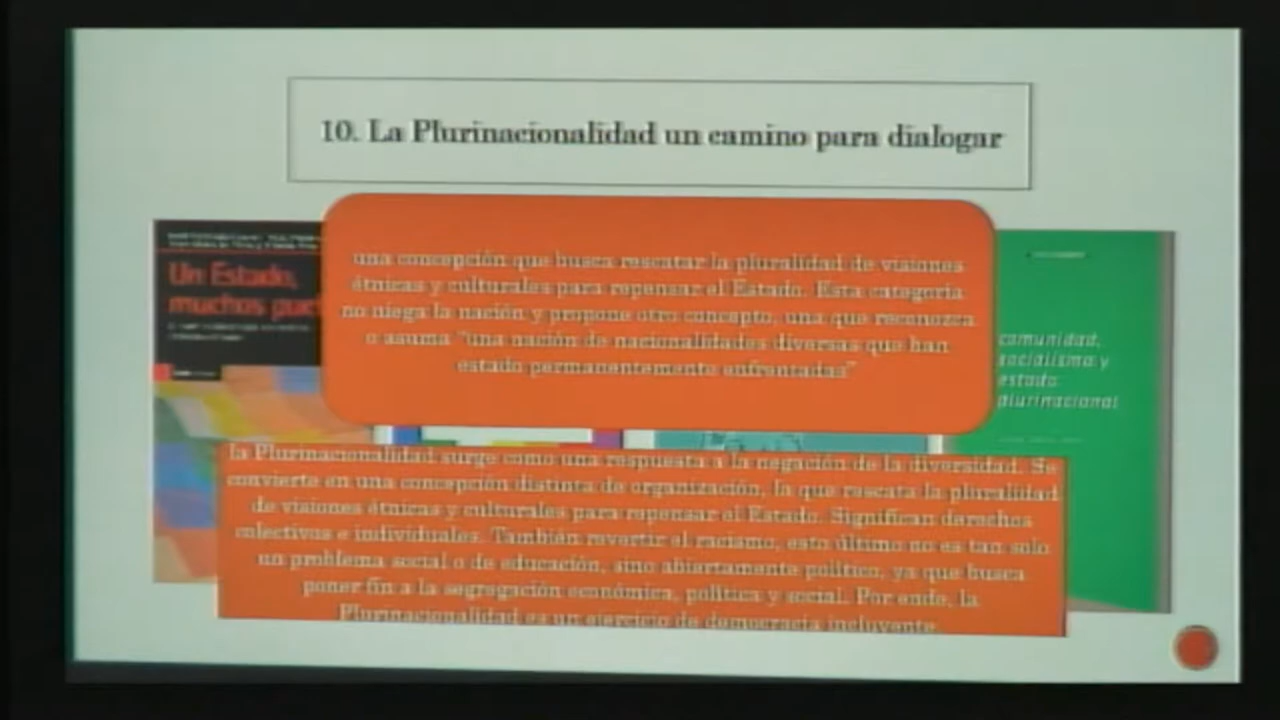 10. La Plurinacionalidad un camino para dialogar
Un Estado,
muchos
una concepción que busca rescatar la pluralidad de visiones
étnicas y culturales para repensar el Estado. Esta categoría
no niega la nación y propone otro concepto, una que reconozca
o asuma "una nación de nacionalidades diversas que han
estado permanentemente enfrentadas"
comunidad,
socialismo y
estado
plurinacional
la Plurinacionalidad surge como una respuesta a la negación de la diversidad. Se
convierte en una concepción distinta de organización, la que rescata la pluralidad
de visiones étnicas y culturales para repensar el Estado. Significan derechos
colectivos e individuales. También revertir el racismo, esto último no es tan solo
un problema social o de educación, sino abiertamente político, ya que busca
poner fin a la segregación económica, política y social. Por ende, la
Plurinacionalidad es un ejercicio de democracia incluyente